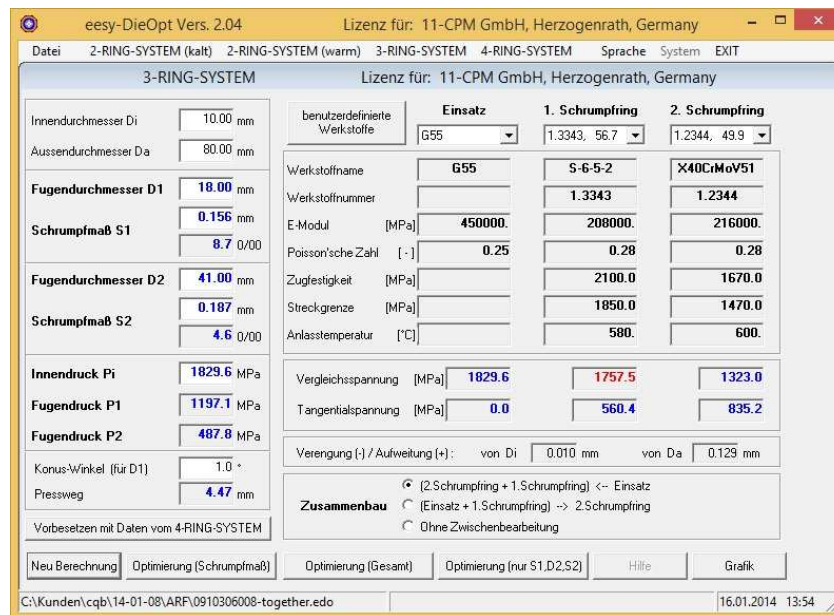 eesy-DieOpt Vers. 2.04 Lizenz für: 11-CPM GmbH, Herzogenrath, Germany
Datei 2-RING-SYSTEM (kalt) 2-RING-SYSTEM (warm) 3-RING-SYSTEM 4-RING-SYSTEM Sprache System EXIT
3-RING-SYSTEM Lizenz für: 11-CPM GmbH, Herzogenrath, Germany
Innendurchmesser Di 10.00 mm
Aussendurchmesser Da 80.00 mm
Fugendurchmesser D1 18.00 mm
Schrumpfmaß S1 0.156 mm
8.7 0/00
Fugendurchmesser D2 41.00 mm
Schrumpfmaß S2 0.187 mm
4.6 0/00
Innendruck Pi 1829.6 MPa
Fugendruck P1 1197.1 MPa
Fugendruck P2 487.8 MPa
Konus-Winkel (für D1) 1.0 °
Pressweg 4.47 mm
Vorbesetzen mit Daten vom 4-RING-SYSTEM
benutzerdefinierte Werkstoffe
Einsatz 1. Schrumpfring 2. Schrumpfring
G55 1.3343, 56.7 1.2344, 49.9
Werkstoffname G55 S-6-5-2 X40CrMoV51
Werkstoffnummer 1.3343 1.2344
E-Modul [MPa] 450000. 208000. 216000.
Poisson'sche Zahl [-] 0.25 0.28 0.28
Zugfestigkeit [MPa] 2100.0 1670.0
Streckgrenze [MPa] 1850.0 1470.0
Anlasstemperatur [°C] 580. 600.
Vergleichsspannung [MPa] 1829.6 1757.5 1323.0
Tangentialspannung [MPa] 0.0 560.4 835.2
Verengung (-) / Aufweitung (+) : von Di 0.010 mm von Da 0.129 mm
Zusammenbau
(2.Schrumpfring + 1.Schrumpfring) <-- Einsatz
(Einsatz + 1.Schrumpfring) --> 2.Schrumpfring
Ohne Zwischenbearbeitung
Neu Berechnung Optimierung (Schrumpfmaß) Optimierung (Gesamt) Optimierung (nur S1,D2,S2) Hilfe Grafik
C:\Kunden\cqb\14-01-08\ARF\0910306008-together.edo 16.01.2014 13:54